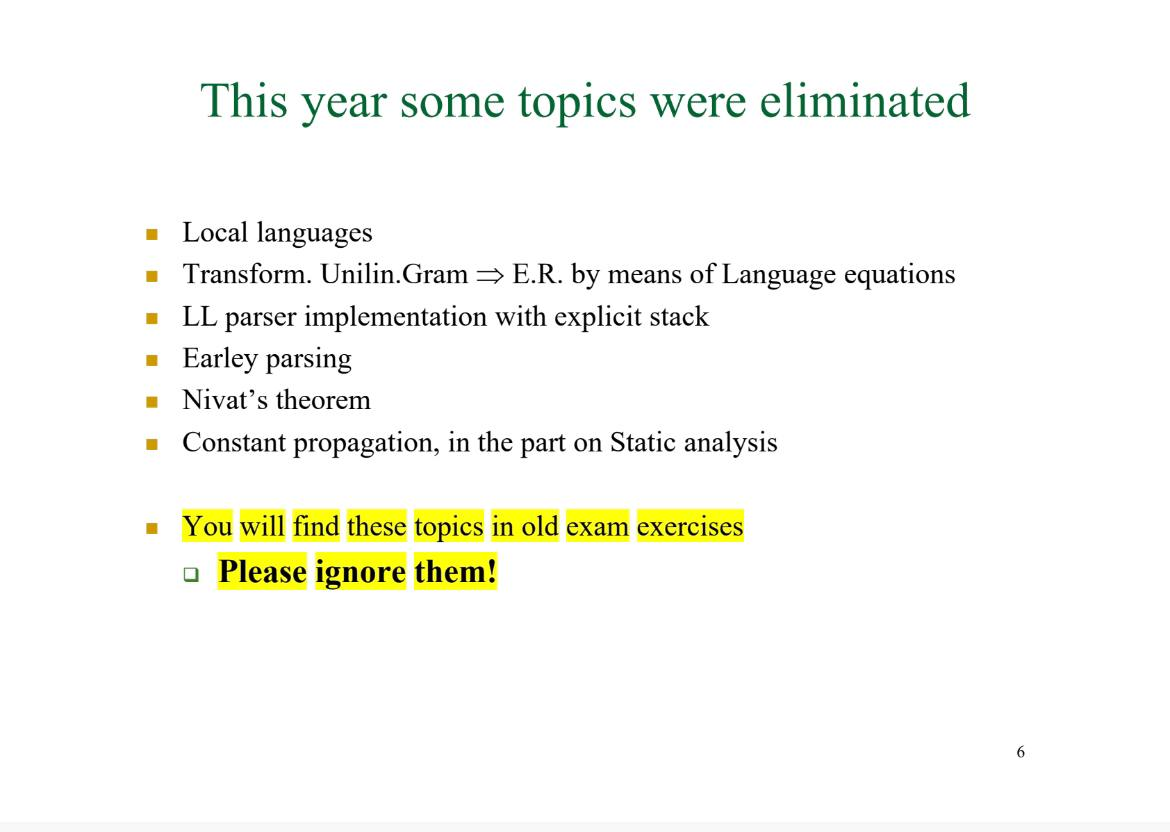 This year some topics were eliminated
Local languages
Transform. Unilin.Gram ⇒ E.R. by means of Language equations
LL parser implementation with explicit stack
Earley parsing
Nivat’s theorem
Constant propagation, in the part on Static analysis
You will find these topics in old exam exercises
Please ignore them!
6